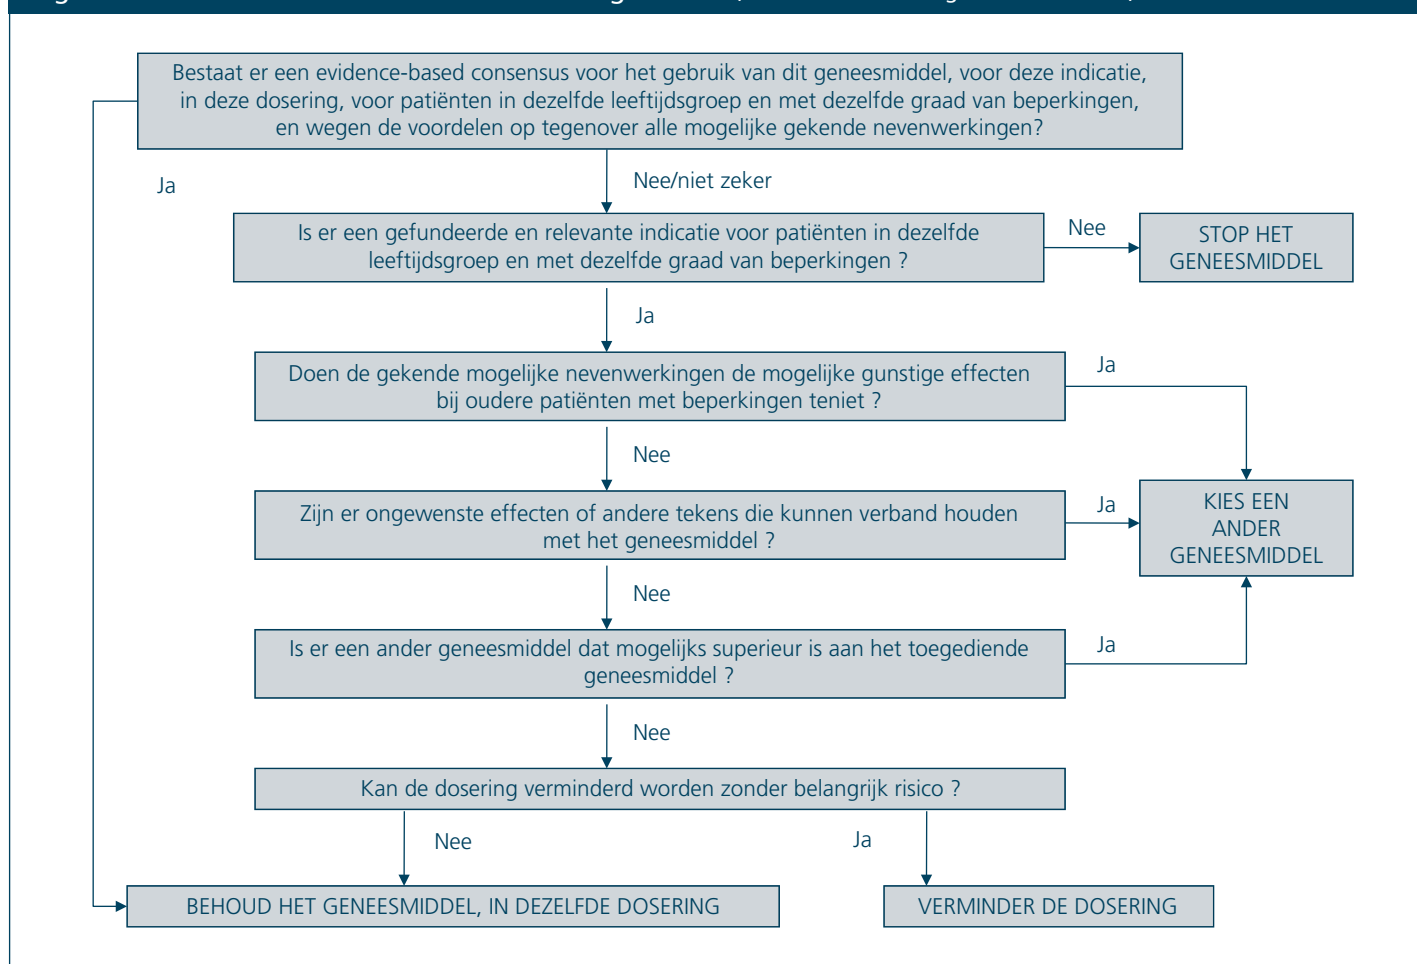 Bestaat er een evidence-based consensus voor het gebruik van dit geneesmiddel, voor deze indicatie,
in deze dosering, voor patiënten in dezelfde leeftijdsgroep en met dezelfde graad van beperkingen,
en wegen de voordelen op tegenover alle mogelijke gekende nevenwerkingen?
Ja
Nee/niet zeker
Is er een gefundeerde en relevante indicatie voor patiënten in dezelfde
leeftijdsgroep en met dezelfde graad van beperkingen ?
Nee
STOP HET
GENEESMIDDEL
Ja
Doen de gekende mogelijke nevenwerkingen de mogelijke gunstige effecten
bij oudere patiënten met beperkingen teniet ?
Ja
Nee
Zijn er ongewenste effecten of andere tekens die kunnen verband houden
met het geneesmiddel ?
Ja
KIES EEN
ANDER
GENEESMIDDEL
Nee
Is er een ander geneesmiddel dat mogelijks superieur is aan het toegediende
geneesmiddel ?
Ja
Nee
Kan de dosering verminderd worden zonder belangrijk risico ?
Nee
Ja
BEHOUD HET GENEESMIDDEL, IN DEZELFDE DOSERING
VERMINDER DE DOSERING